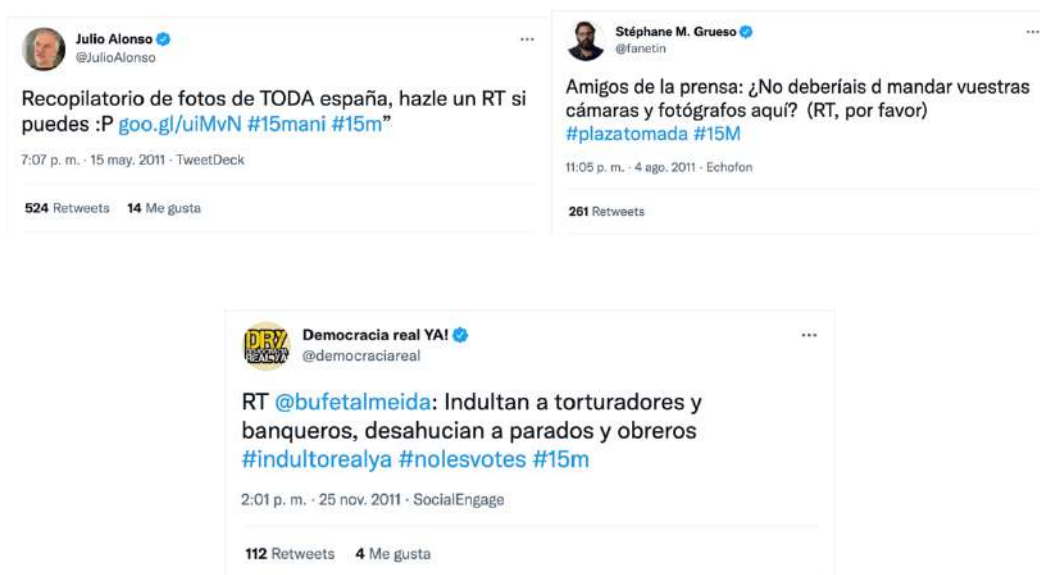 Julio Alonso
@JulioAlonso
Recopilatorio de fotos de TODA españa, hazle un RT si
puedes :P goo.gl/uiMvN #15mani #15m”
7:07 p. m. · 15 may. 2011 · TweetDeck
524 Retweets 14 Me gusta
Stéphane M. Grueso
@fanetin
Amigos de la prensa: ¿No deberíais d mandar vuestras
cámaras y fotógrafos aquí? (RT, por favor)
#plazatomada #15M
11:05 p. m. · 4 ago. 2011 · Echofon
261 Retweets
DRY
DEMOCRACIA
REAL YA
Democracia real YA!
@democraciareal
RT @bufetalmeida: Indultan a torturadores y
banqueros, desahucian a parados y obreros
#indultorealya #nolesvotes #15m
2:01 p. m. · 25 nov. 2011 · SocialEngage
112 Retweets 4 Me gusta